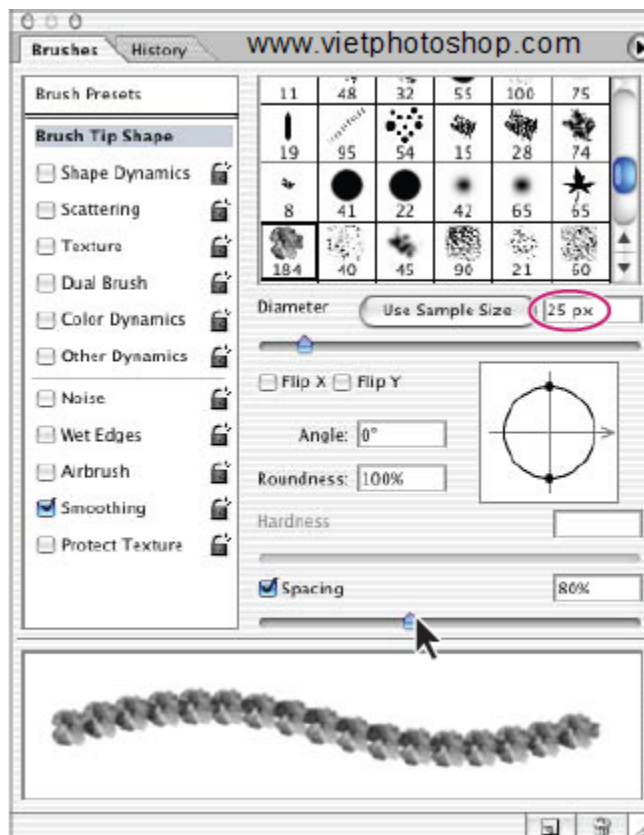 www.vietphotoshop.com
Brushes History
Brush Presets
Brush Tip Shape
Shape Dynamics
Scattering
Texture
Dual Brush
Color Dynamics
Other Dynamics
Noise
Wet Edges
Airbrush
Smoothing
Protect Texture
11 48 32 55 100 75
19 95 54 15 28 74
8 41 22 42 65 65
184 40 45 90 21 60
Diameter Use Sample Size 25 px
Flip X Flip Y
Angle: 0°
Roundness: 100%
Hardness
Spacing 80%